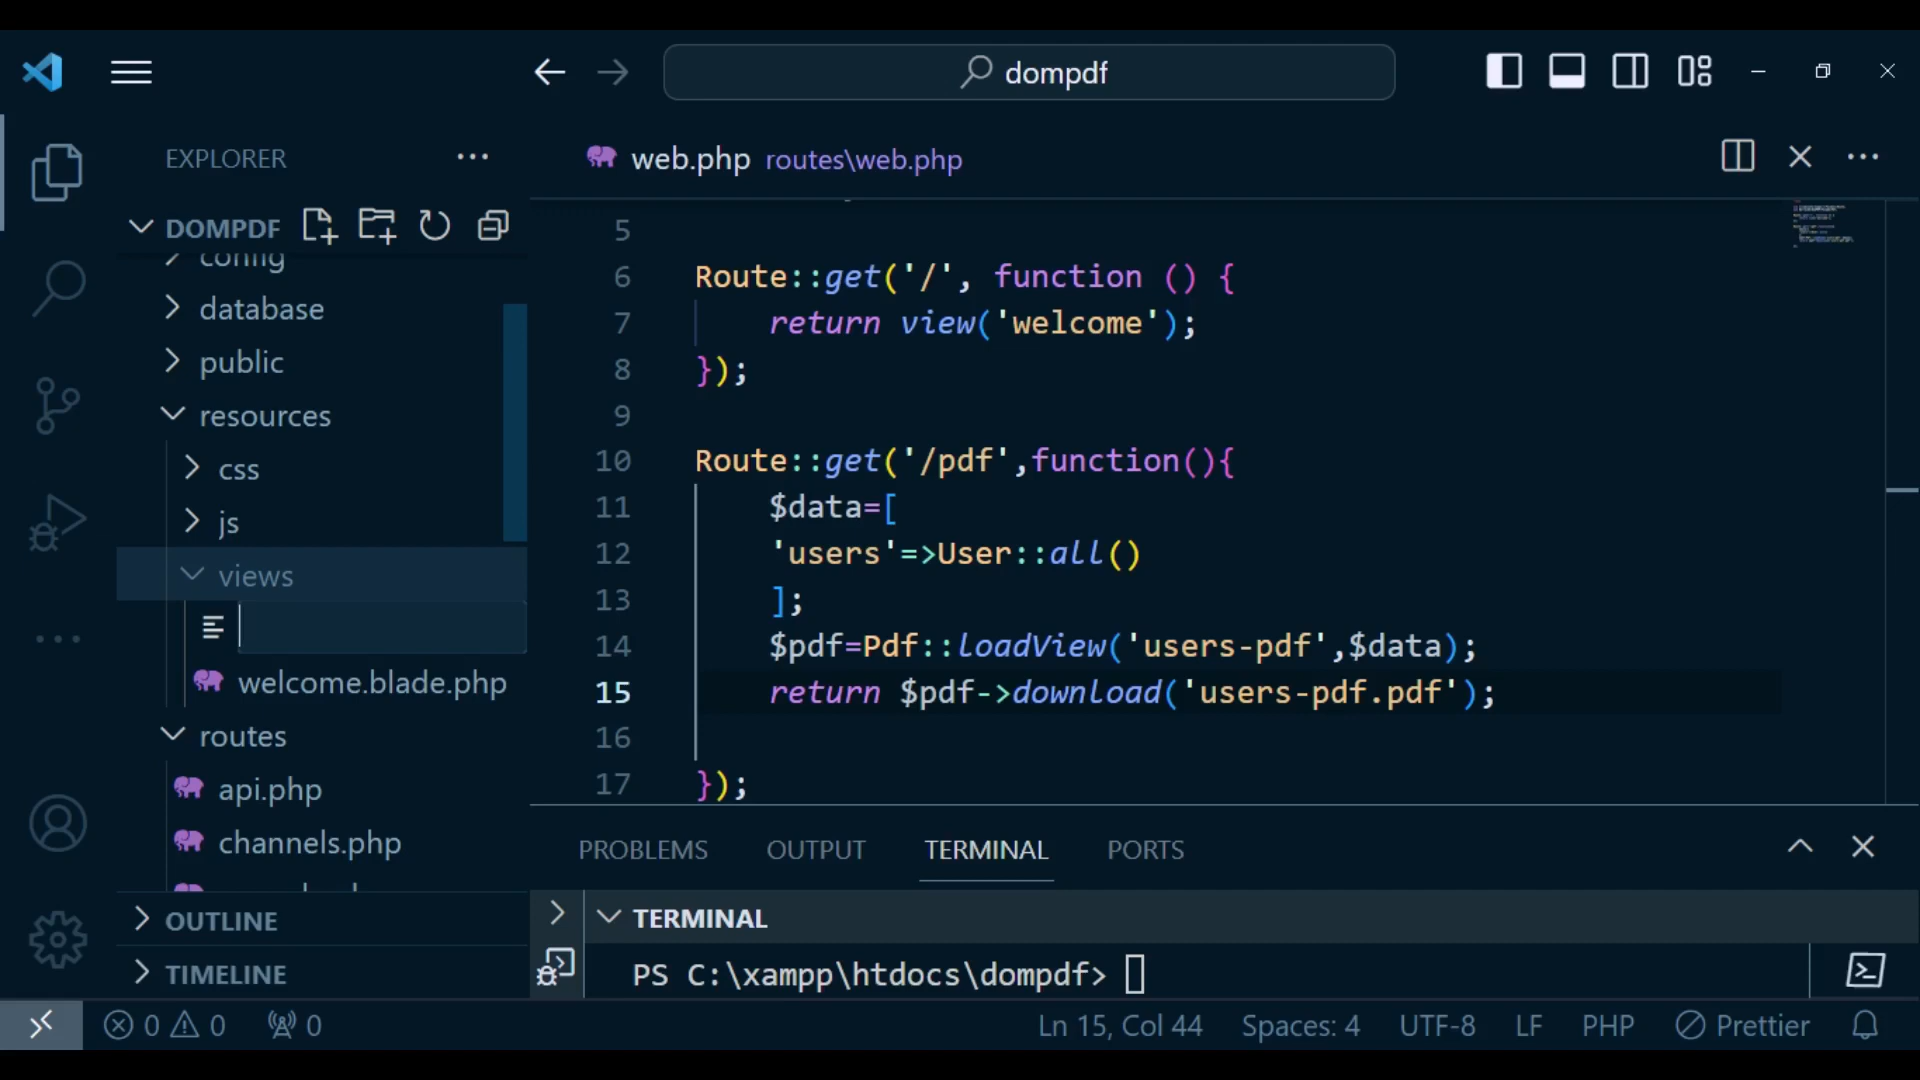 dompdf
EXPLORER
web.php routes\web.php
DOMPDF
config
database
public
resources
css
js
views
welcome.blade.php
routes
api.php
channels.php
OUTLINE
TIMELINE
5
6 Route::get('/', function () {
7 return view('welcome');
8 });
9
10 Route::get('/pdf',function(){
11 $data=[
12 'users'=>User::all()
13 ];
14 $pdf=Pdf::loadView('users-pdf',$data);
15 return $pdf->download('users-pdf.pdf');
16
17 });
PROBLEMS OUTPUT TERMINAL PORTS
TERMINAL
PS C:\xampp\htdocs\dompdf>
0 0 0 Ln 15, Col 44 Spaces: 4 UTF-8 LF PHP Prettier